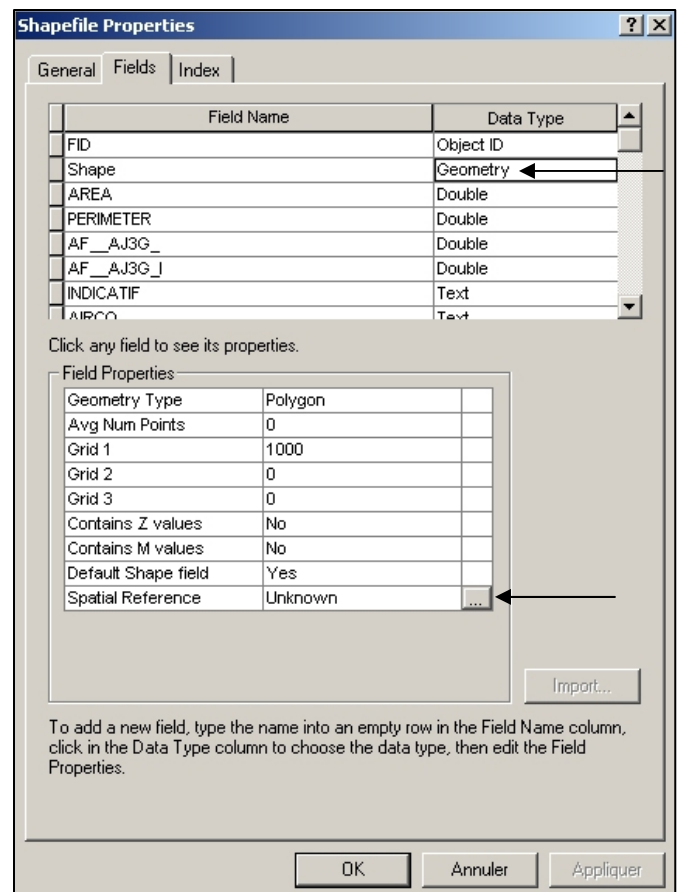 Shapefile Properties
? ×
General Fields Index
Field Name Data Type
FID Object ID
Shape Geometry
AREA Double
PERIMETER Double
AF__AJ3G_ Double
AF__AJ3G_I Double
INDICATIF Text
AIRCO Text
Click any field to see its properties.
Field Properties
Geometry Type Polygon
Avg Num Points 0
Grid 1 1000
Grid 2 0
Grid 3 0
Contains Z values No
Contains M values No
Default Shape field Yes
Spatial Reference Unknown ...
Import...
To add a new field, type the name into an empty row in the Field Name column,
click in the Data Type column to choose the data type, then edit the Field
Properties.
OK Annuler Appliquer